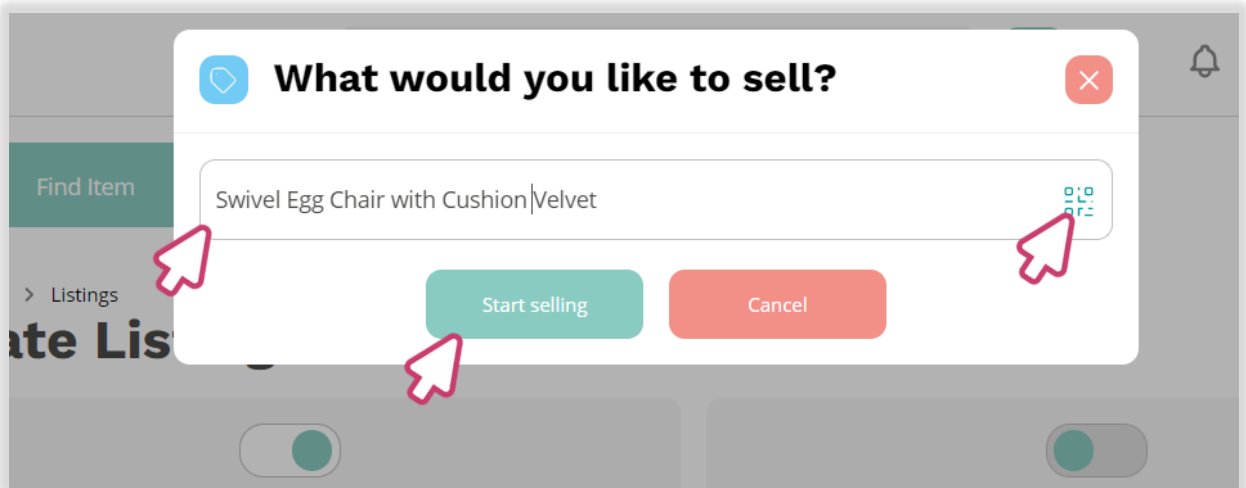 What would you like to sell?
Find Item
Swivel Egg Chair with Cushion Velvet
Start selling
Cancel
> Listings
ate Lis